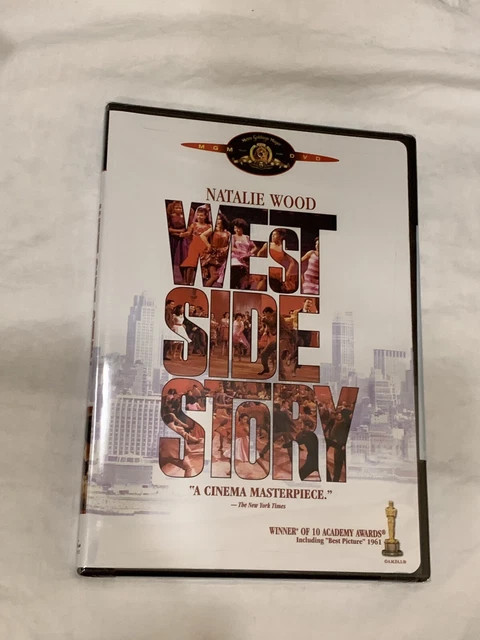 MGM DVD
NATALIE WOOD
WEST
SIDE
STORY
"A CINEMA MASTERPIECE."
— The New York Times
WINNER® OF 10 ACADEMY AWARDS®
Including "Best Picture" 1961